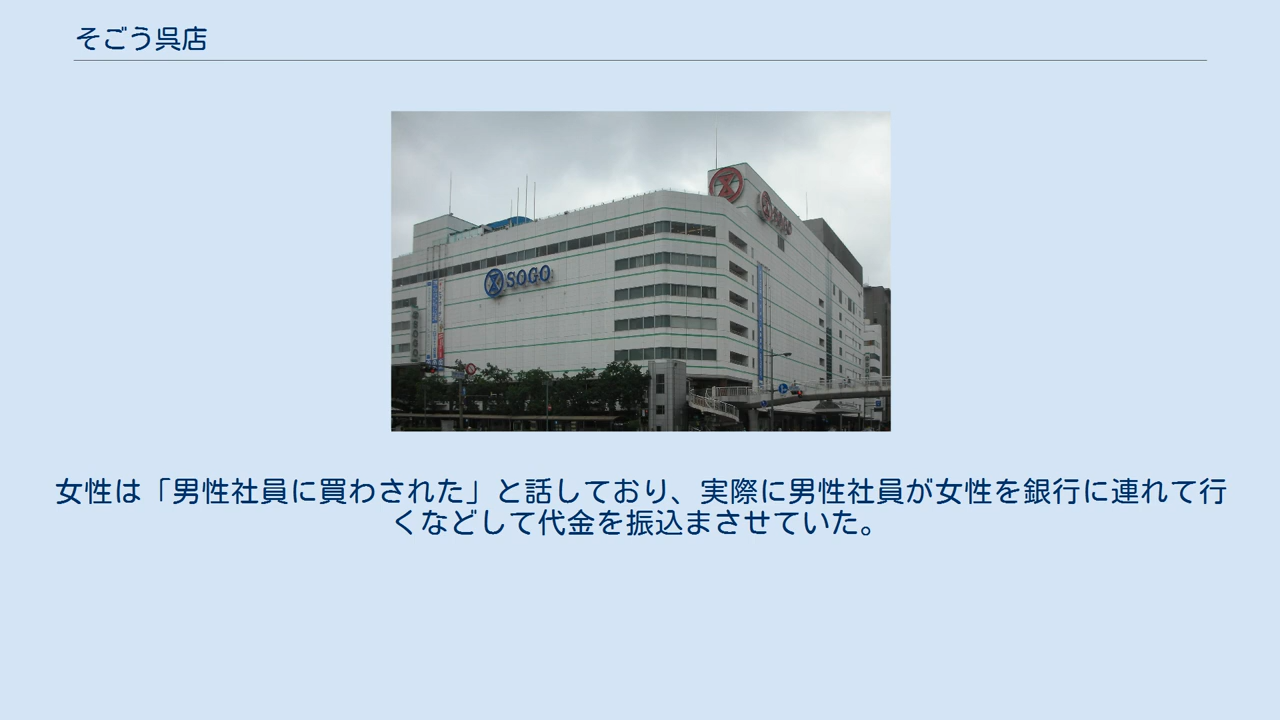 そごう呉店
SOGO
SOGO
女性は「男性社員に買わされた」と話しており、実際に男性社員が女性を銀行に連れて行
くなどして代金を振込まさせていた。